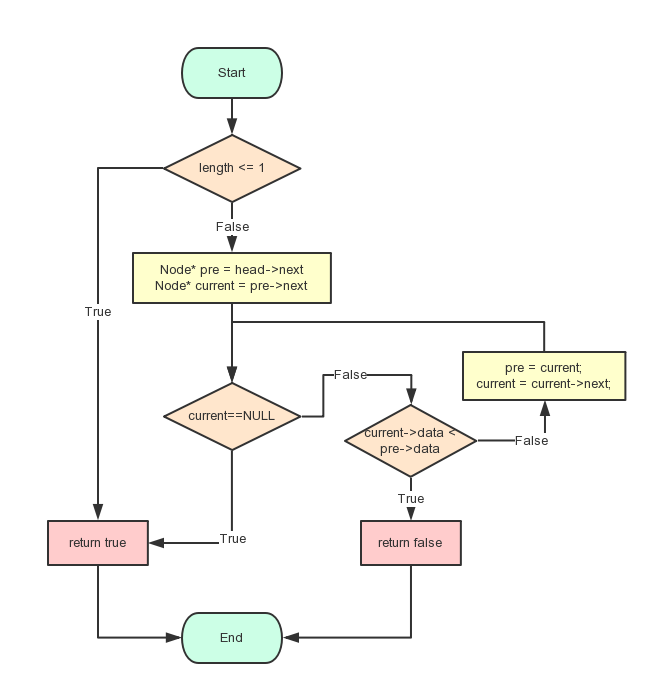 Start
length <= 1
False
Node* pre = head->next
Node* current = pre->next
True
False
pre = current;
current = current->next;
current==NULL
current->data <
pre->data
False
True
True
return true
return false
End